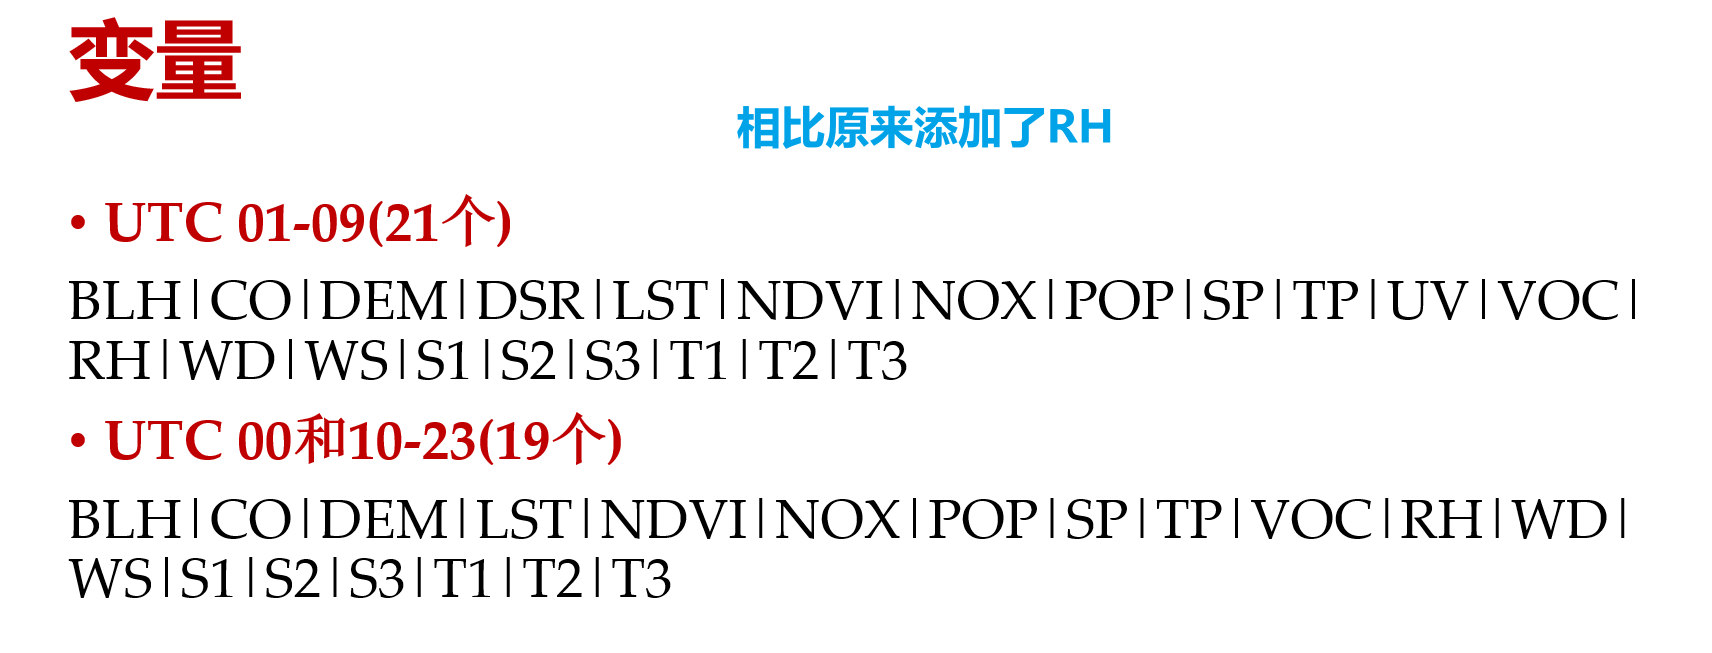 变量
相比原来添加了RH
• UTC 01-09(21个)
BLH|CO|DEM|DSR|LST|NDVI|NOX|POP|SP|TP|UV|VOC|
RH|WD|WS|S1|S2|S3|T1|T2|T3
• UTC 00和10-23(19个)
BLH|CO|DEM|LST|NDVI|NOX|POP|SP|TP|VOC|RH|WD|
WS|S1|S2|S3|T1|T2|T3